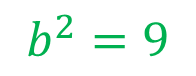 b² = 9